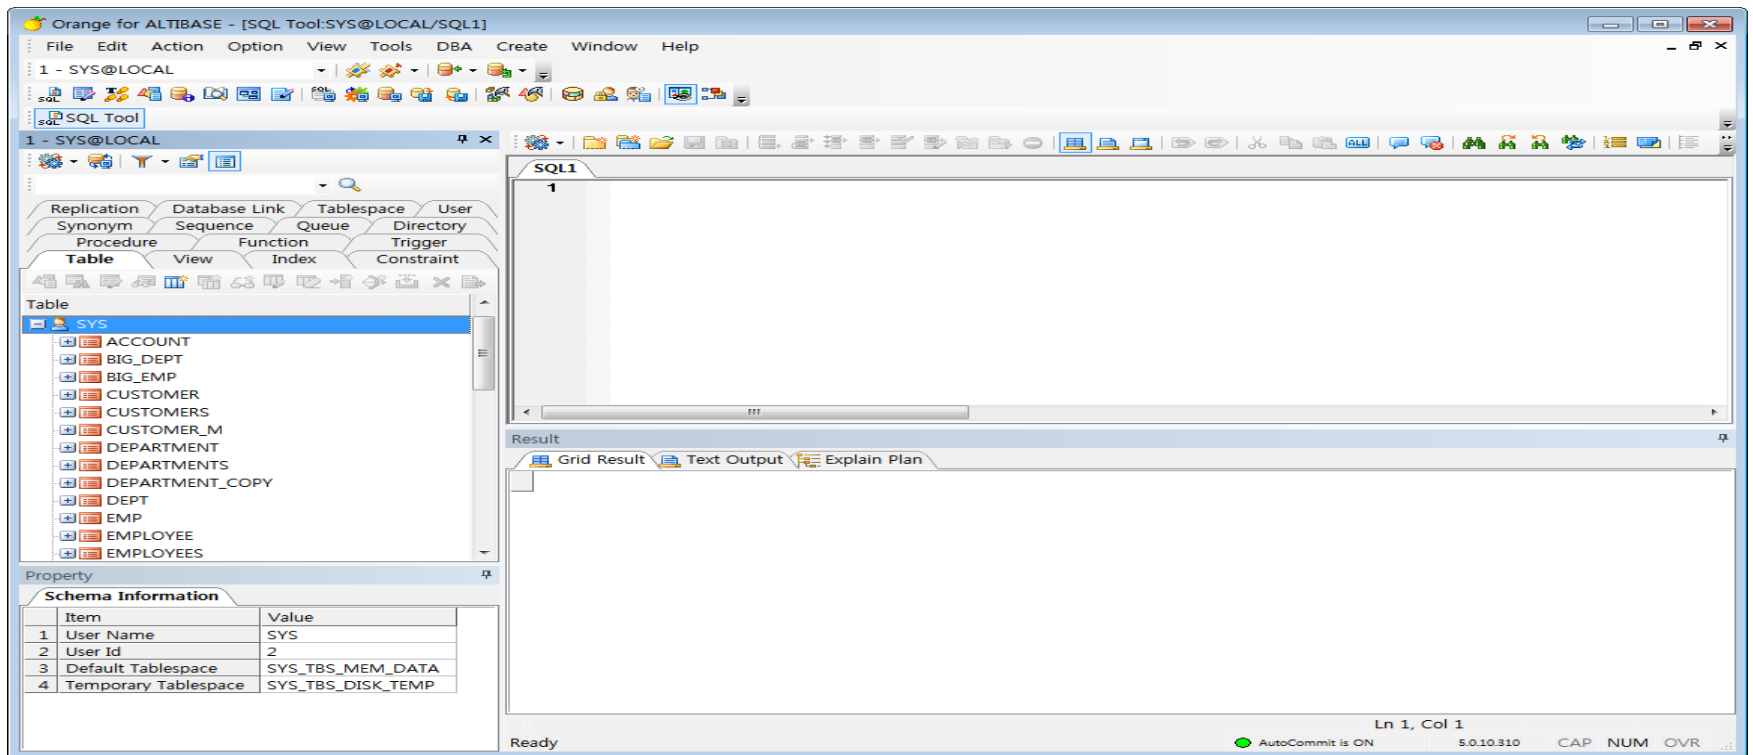 Orange for ALTIBASE - [SQL Tool:SYS@LOCAL/SQL1]
File Edit Action Option View Tools DBA Create Window Help
1 - SYS@LOCAL
SQL Tool
1 - SYS@LOCAL
Replication Database Link Tablespace User
Synonym Sequence Queue Directory
Procedure Function Trigger
Table View Index Constraint
Table
SYS
ACCOUNT
BIG_DEPT
BIG_EMP
CUSTOMER
CUSTOMERS
CUSTOMER_M
DEPARTMENT
DEPARTMENTS
DEPARTMENT_COPY
DEPT
EMP
EMPLOYEE
EMPLOYEES
Property
Schema Information
Item Value
1 User Name SYS
2 User Id 2
3 Default Tablespace SYS_TBS_MEM_DATA
4 Temporary Tablespace SYS_TBS_DISK_TEMP
ALL
SQL1
1
Result
Grid Result Text Output Explain Plan
Ln 1, Col 1
Ready AutoCommit is ON 5.0.10.310 CAP NUM OVR